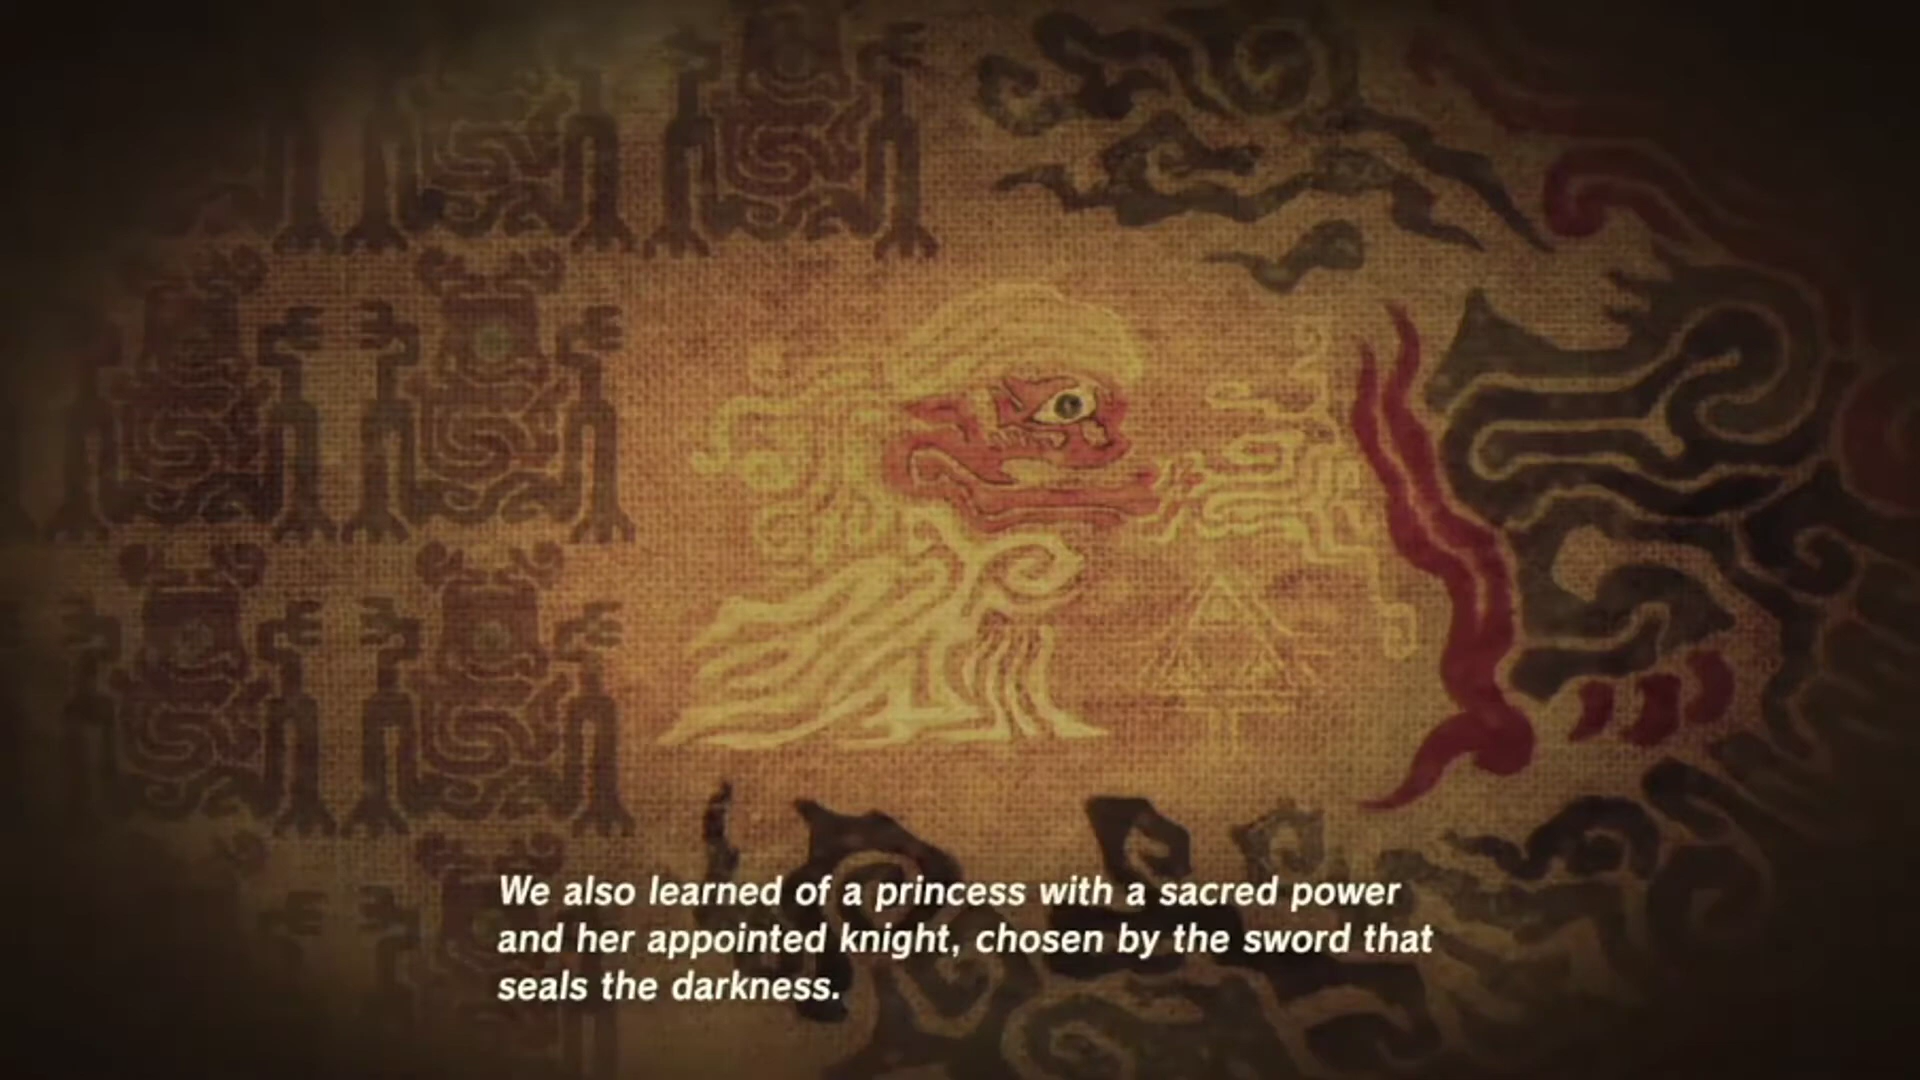 We also learned of a princess with a sacred power
and her appointed knight, chosen by the sword that
seals the darkness.